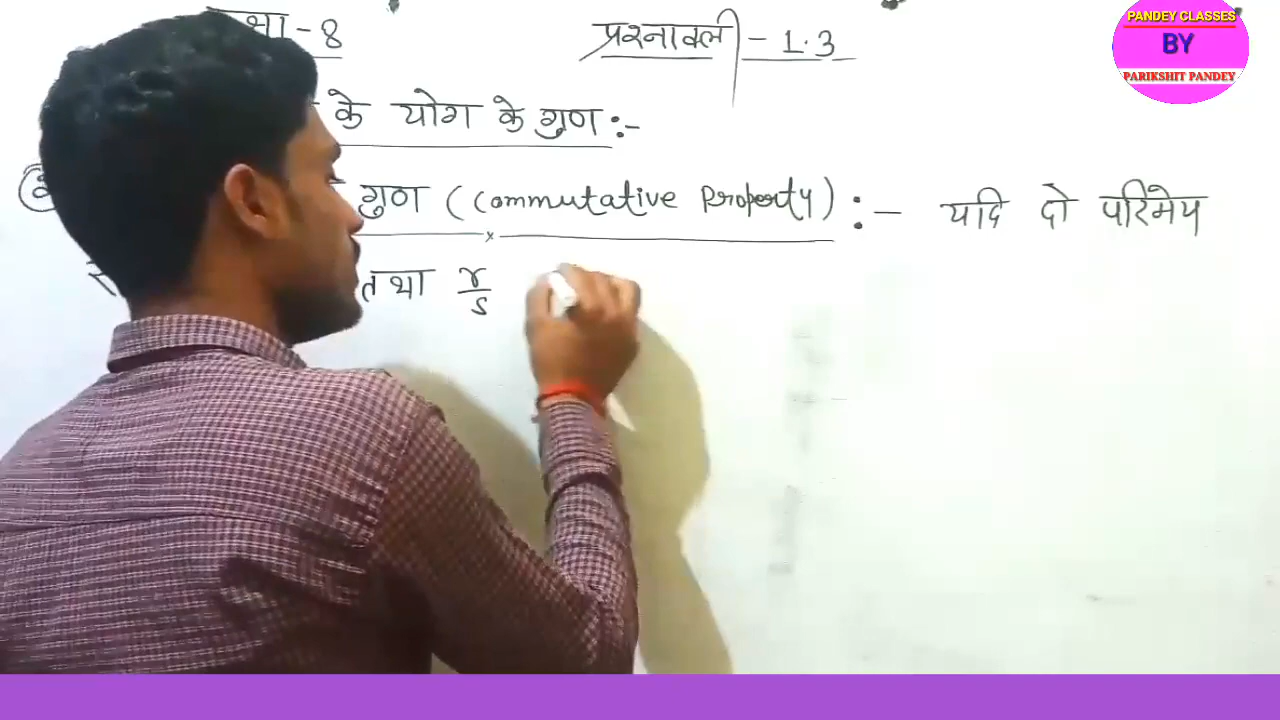 -8 प्रश्नावली - 1.3
PANDEY CLASSES
BY
PARIKSHIT PANDEY
के योग के गुण :-
गुण (Commutative Property) :- यदि दो परिमेय
तथा r/s